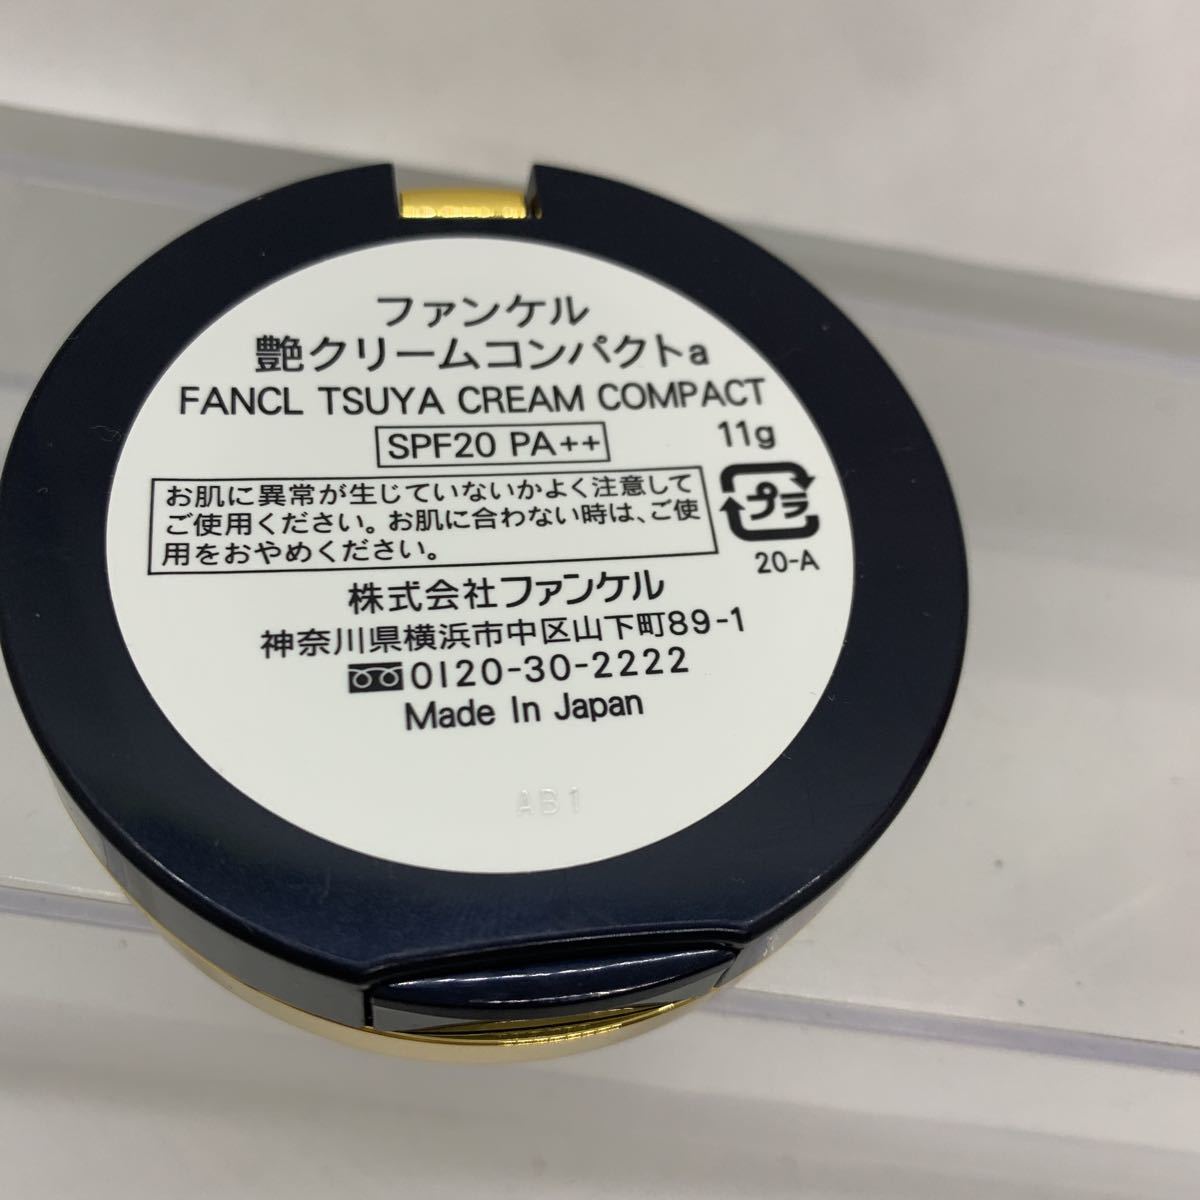 ファンケル
艶クリームコンパクトa
FANCL TSUYA CREAM COMPACT
SPF20 PA++ 11g
お肌に異常が生じていないかよく注意して
ご使用ください。お肌に合わない時は、ご使
用をおやめください。
プラ
20-A
株式会社ファンケル
神奈川県横浜市中区山下町89-1
0120-30-2222
Made In Japan
AB1